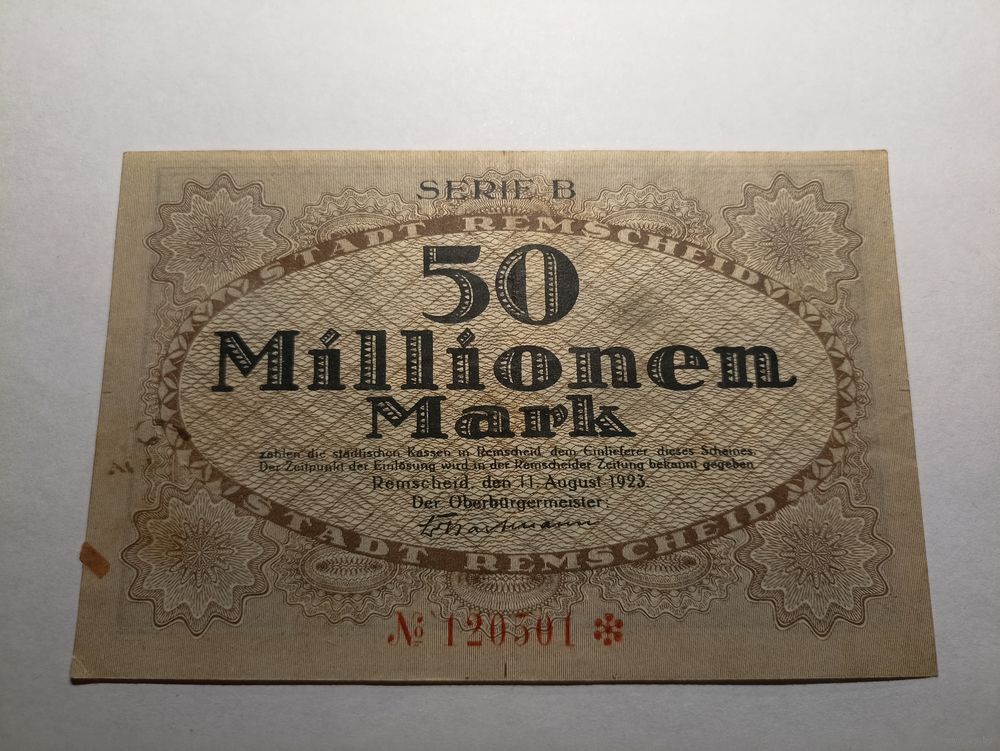 SERIE B
STADT REMSCHEID
50
Millionen
Mark
zahlen die städtischen Kassen in Remscheid dem Einlieferer dieses Scheines.
Der Zeitpunkt der Einlösung wird in der Remscheider Zeitung bekannt gegeben
Remscheid, den 11. August 1923.
Der Oberbürgermeister:
STADT REMSCHEID
№ 120501 *